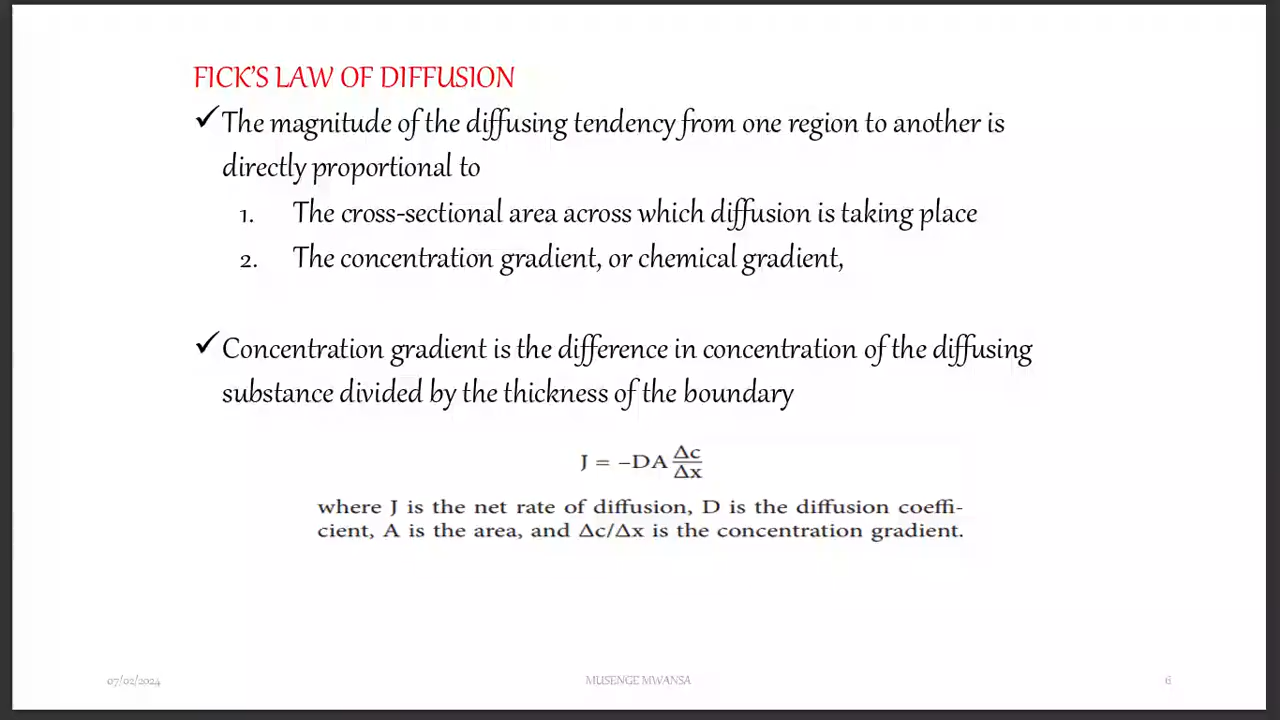 FICK'S LAW OF DIFFUSION
✓The magnitude of the diffusing tendency from one region to another is
directly proportional to
1. The cross-sectional area across which diffusion is taking place
2. The concentration gradient, or chemical gradient,
✓Concentration gradient is the difference in concentration of the diffusing
substance divided by the thickness of the boundary
J = –DA Δc/Δx
where J is the net rate of diffusion, D is the diffusion coeffi-
cient, A is the area, and Δc/Δx is the concentration gradient.
07/02/2024 MUSENGE MWANSA 6